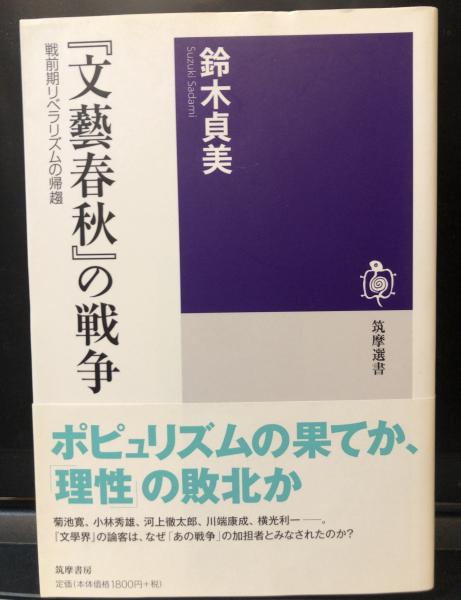 『文藝春秋』の戦争
戦前期リベラリズムの帰趨
鈴木貞美
Suzuki Sadami
筑摩選書
ポピュリズムの果てか、
「理性」の敗北か
菊池寛、小林秀雄、河上徹太郎、川端康成、横光利一――。
『文學界』の論客は、なぜ「あの戦争」の加担者とみなされたのか?
筑摩書房
定価(本体価格1800円+税)